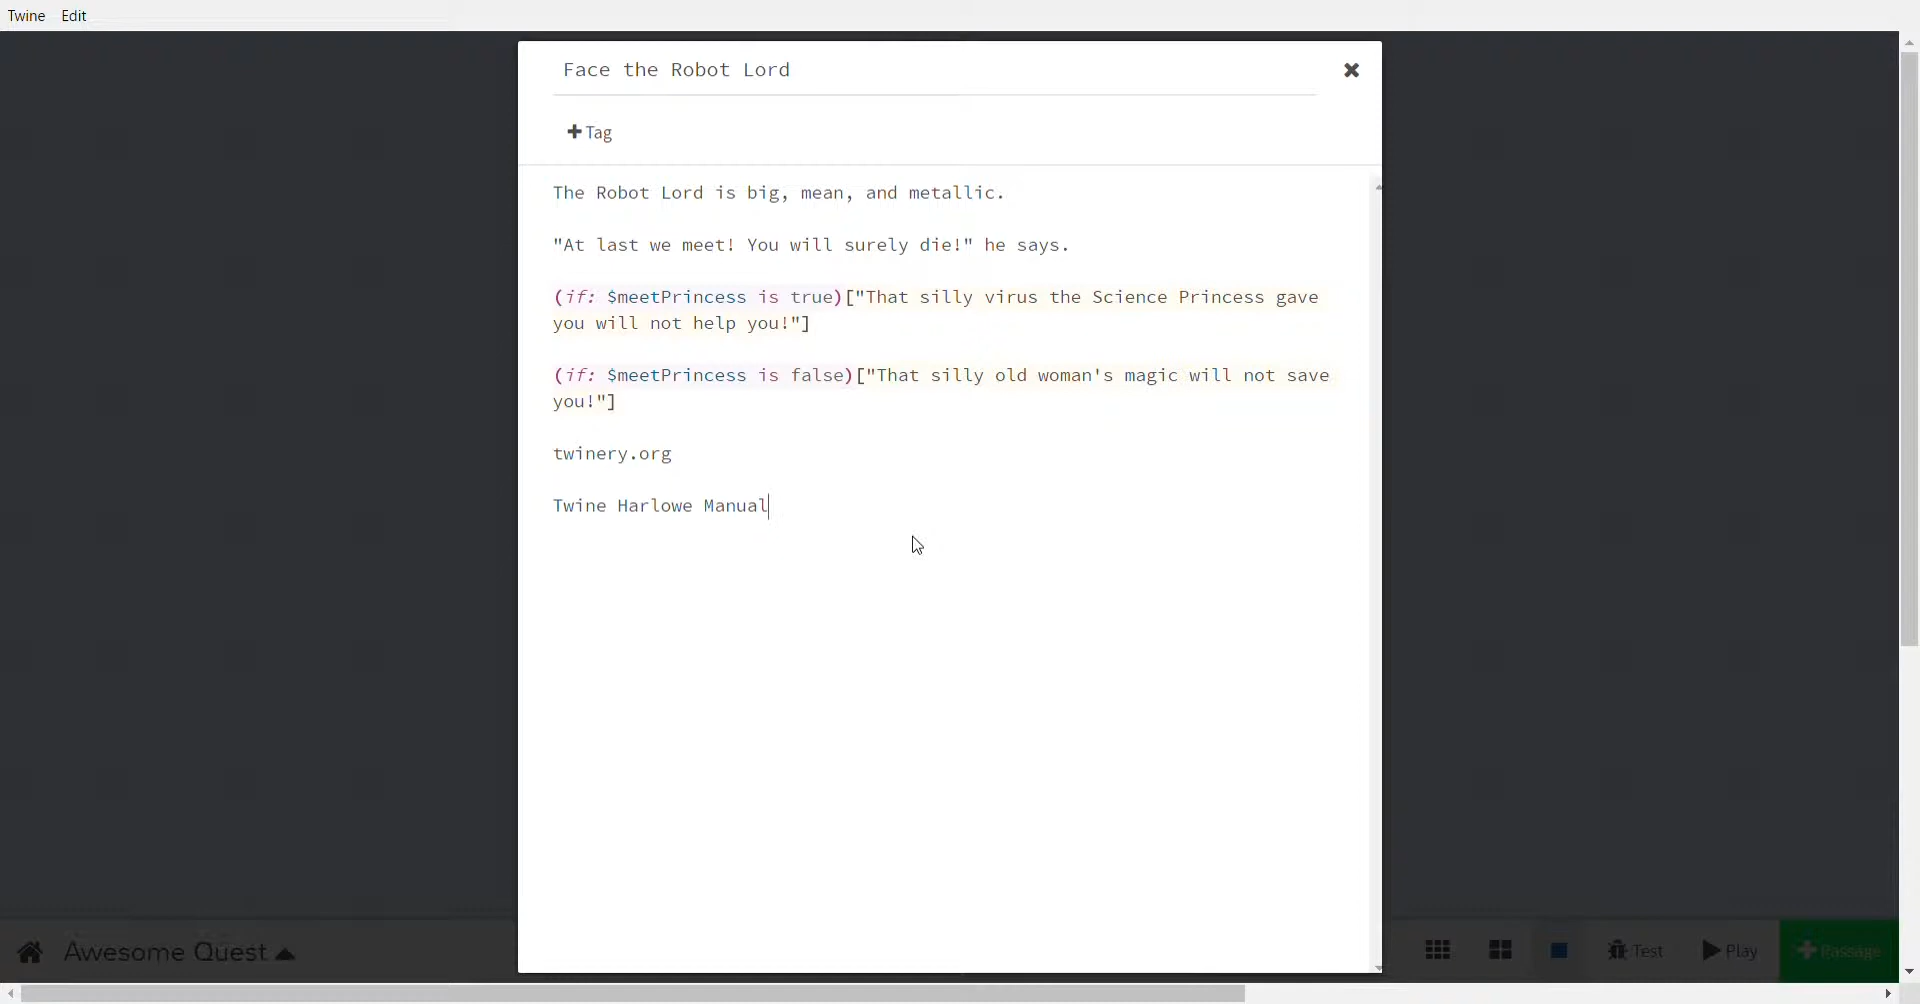 Twine Edit
Face the Robot Lord
Tag
The Robot Lord is big, mean, and metallic.
"At last we meet! You will surely die!" he says.
(if: $meetPrincess is true)["That silly virus the Science Princess gave
you will not help you!"]
(if: $meetPrincess is false)["That silly old woman's magic will not save
you!"]
twinery.org
Twine Harlowe Manual
Awesome Quest
Test
Play
Passage